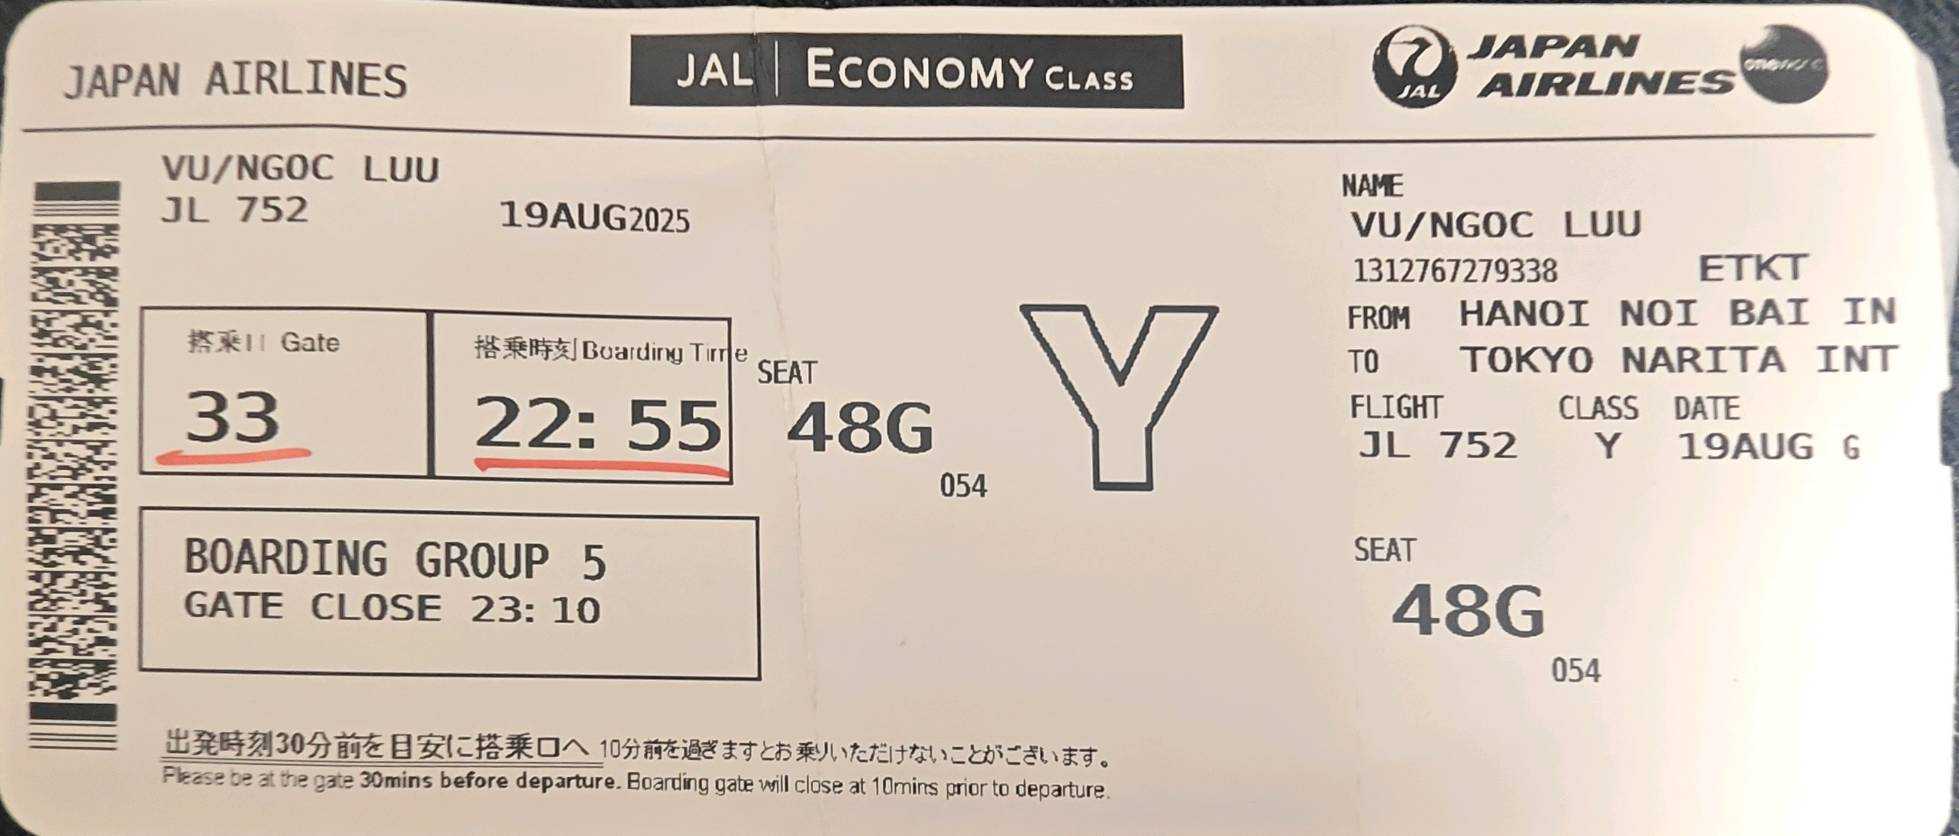 JAPAN AIRLINES
JAL | ECONOMY CLASS
JAL
JAPAN
AIRLINES
oneworld
VU/NGOC LUU
JL 752 19AUG2025
搭乗口 Gate
33
搭乗時刻 Boarding Time
22:55
SEAT
48G
054
Y
BOARDING GROUP 5
GATE CLOSE 23:10
出発時刻30分前を目安に搭乗口へ 10分前を過ぎますとお乗りいただけないことがございます。
Please be at the gate 30mins before departure. Boarding gate will close at 10mins prior to departure.
NAME
VU/NGOC LUU
1312767279338 ETKT
FROM HANOI NOI BAI IN
TO TOKYO NARITA INT
FLIGHT CLASS DATE
JL 752 Y 19AUG G
SEAT
48G
054